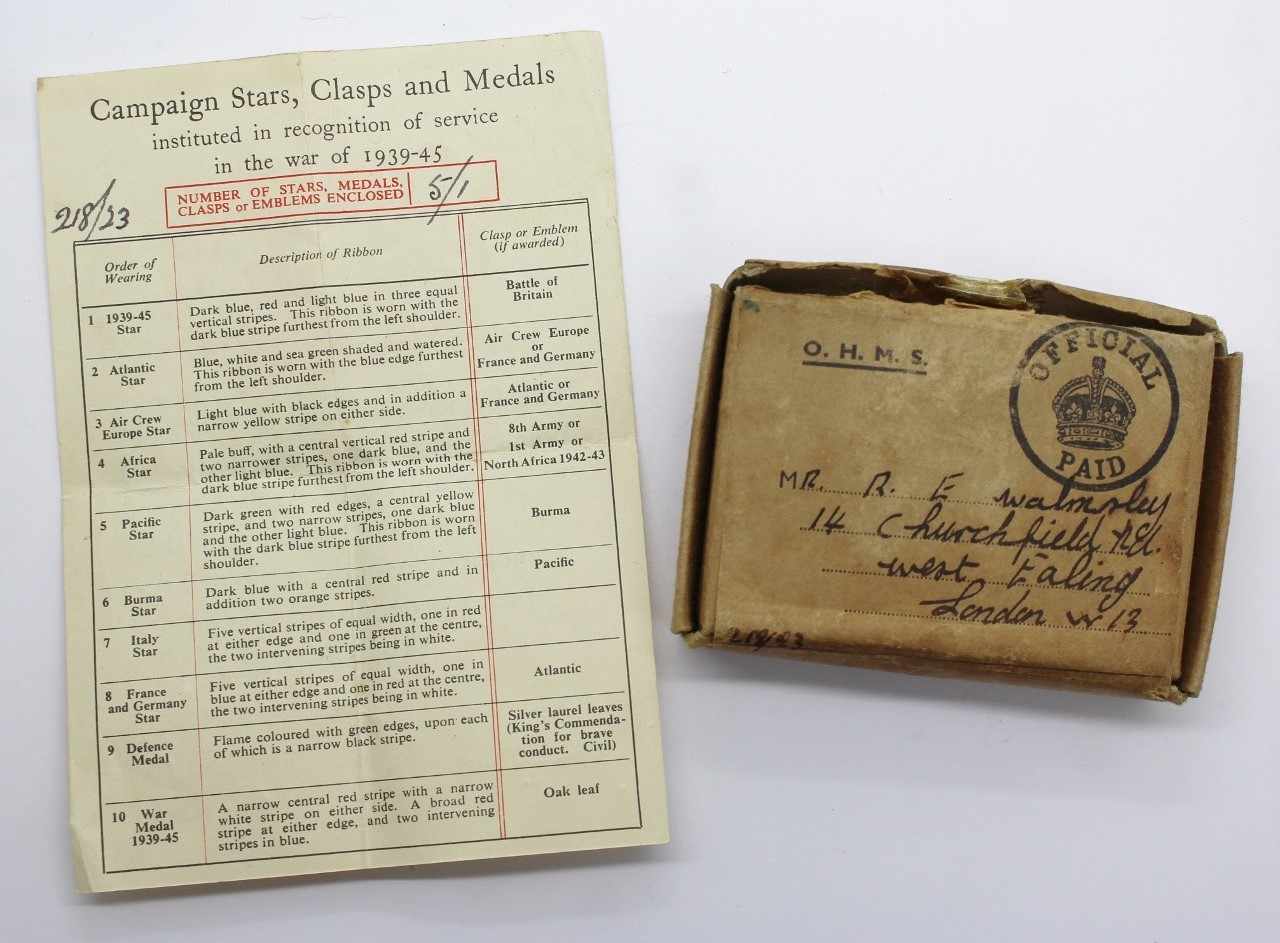 Campaign Stars, Clasps and Medals
instituted in recognition of service
in the war of 1939-45
218/23
NUMBER OF STARS, MEDALS,
CLASPS or EMBLEMS ENCLOSED
5/1
Order of
Wearing
Description of Ribbon
Clasp or Emblem
(if awarded)
1 1939-45
Star
Dark blue, red and light blue in three equal
vertical stripes. This ribbon is worn with the
dark blue stripe furthest from the left shoulder.
Battle of
Britain
2 Atlantic
Star
Blue, white and sea green shaded and watered.
This ribbon is worn with the blue edge furthest
from the left shoulder.
Air Crew Europe
or
France and Germany
3 Air Crew
Europe Star
Light blue with black edges and in addition a
narrow yellow stripe on either side.
Atlantic or
France and Germany
4 Africa
Star
Pale buff, with a central vertical red stripe and
two narrower stripes, one dark blue, and the
other light blue. This ribbon is worn with the
dark blue stripe furthest from the left shoulder.
8th Army or
1st Army or
North Africa 1942-43
5 Pacific
Star
Dark green with red edges, a central yellow
stripe, and two narrow stripes, one dark blue
and the other light blue. This ribbon is worn
with the dark blue stripe furthest from the left
shoulder.
Burma
6 Burma
Star
Dark blue with a central red stripe and in
addition two orange stripes.
Pacific
7 Italy
Star
Five vertical stripes of equal width, one in red
at either edge and one in green at the centre,
the two intervening stripes being in white.
8 France
and Germany
Star
Five vertical stripes of equal width, one in
blue at either edge and one in red at the centre,
the two intervening stripes being in white.
Atlantic
9 Defence
Medal
Flame coloured with green edges, upon each
of which is a narrow black stripe.
Silver laurel leaves
(King's Commenda-
tion for brave
conduct. Civil)
10 War
Medal
1939-45
A narrow central red stripe with a narrow
white stripe on either side. A broad red
stripe at either edge, and two intervening
stripes in blue.
Oak leaf
O. H. M. S.
OFFICIAL
PAID
MR. R. E Walmsley
14 Churchfield Rd.
West Ealing
London W13
218/23